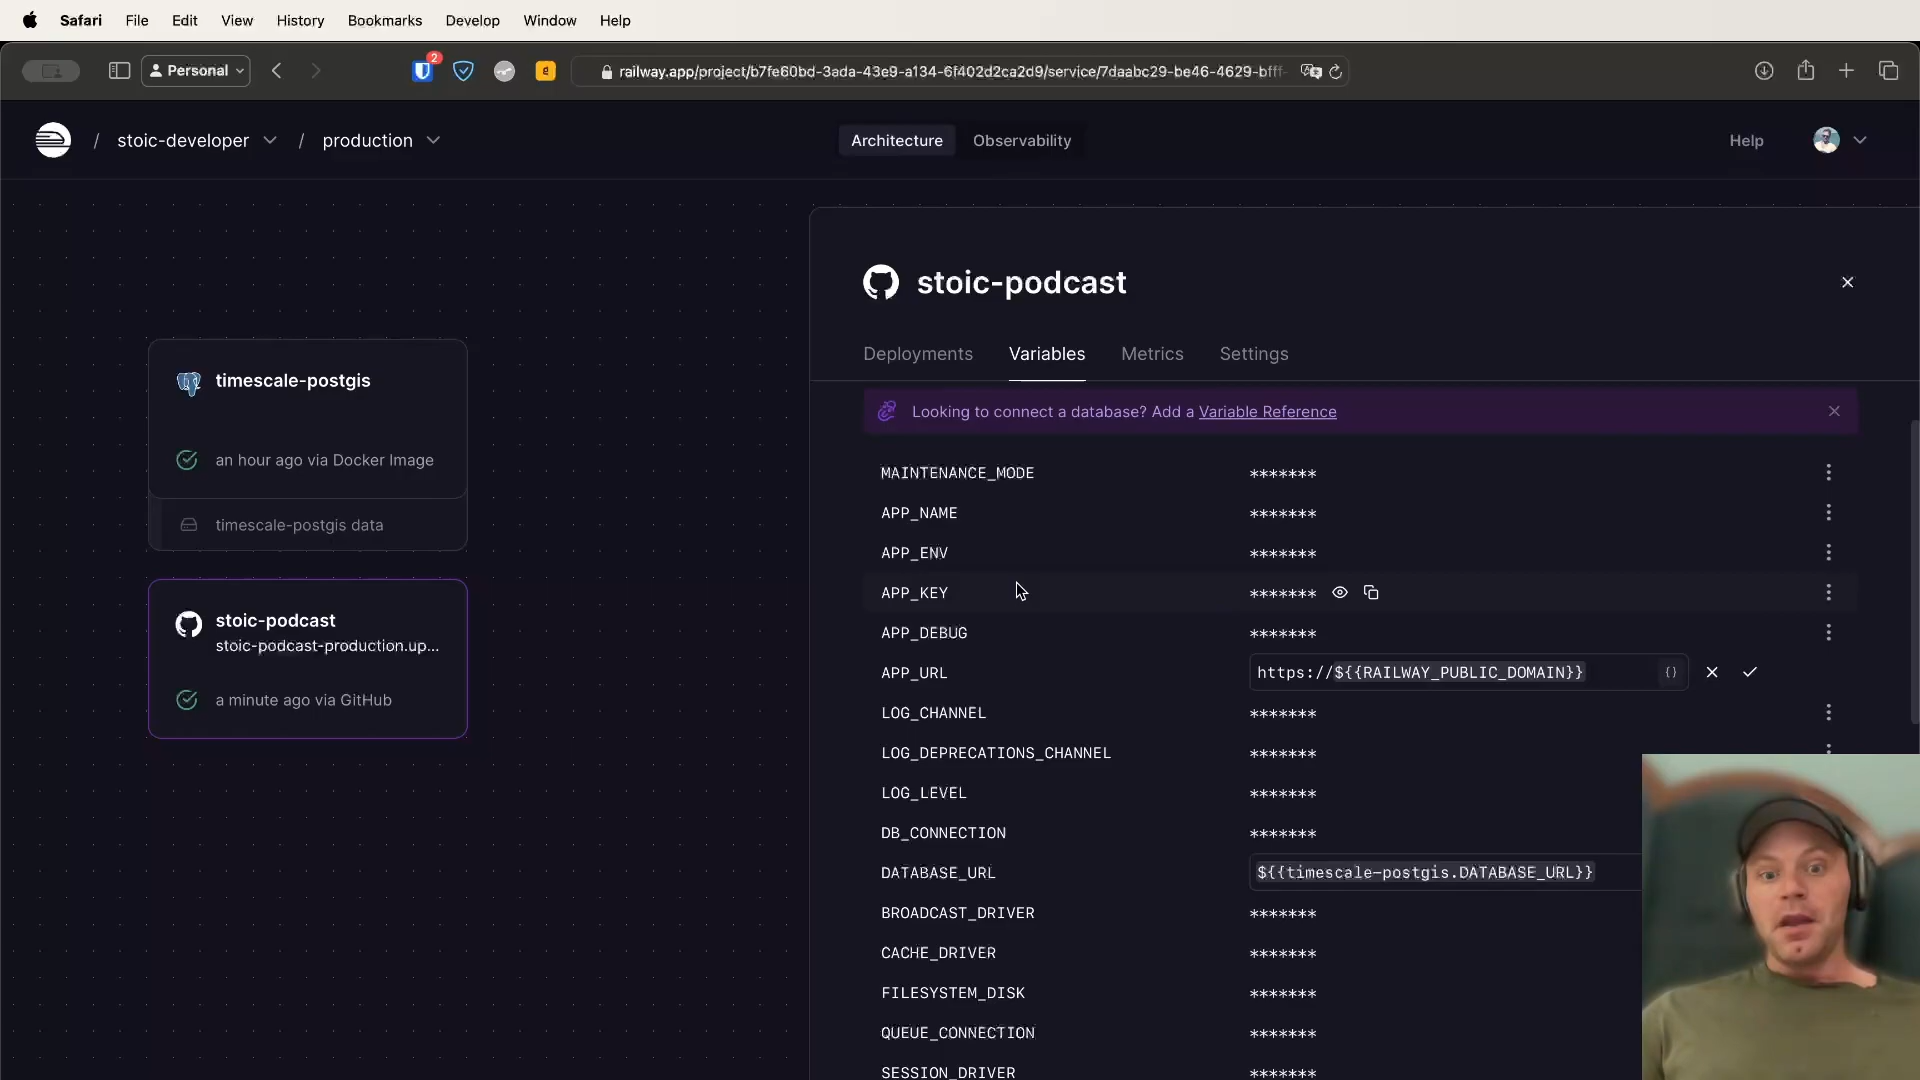 Safari File Edit View History Bookmarks Develop Window Help
2
Personal
railway.app/project/b7fe60bd-3ada-43e9-a134-6f402d2ca2d9/service/7daabc29-be46-4629-bfff-
/ stoic-developer / production
Architecture Observability
Help
stoic-podcast
Deployments Variables Metrics Settings
Looking to connect a database? Add a Variable Reference
timescale-postgis
an hour ago via Docker Image
timescale-postgis data
stoic-podcast
stoic-podcast-production.up...
a minute ago via GitHub
MAINTENANCE_MODE *******
APP_NAME *******
APP_ENV *******
APP_KEY *******
APP_DEBUG *******
APP_URL https://${{RAILWAY_PUBLIC_DOMAIN}} {}
LOG_CHANNEL *******
LOG_DEPRECATIONS_CHANNEL *******
LOG_LEVEL *******
DB_CONNECTION *******
DATABASE_URL ${{timescale-postgis.DATABASE_URL}}
BROADCAST_DRIVER *******
CACHE_DRIVER *******
FILESYSTEM_DISK *******
QUEUE_CONNECTION *******
SESSION_DRIVER *******